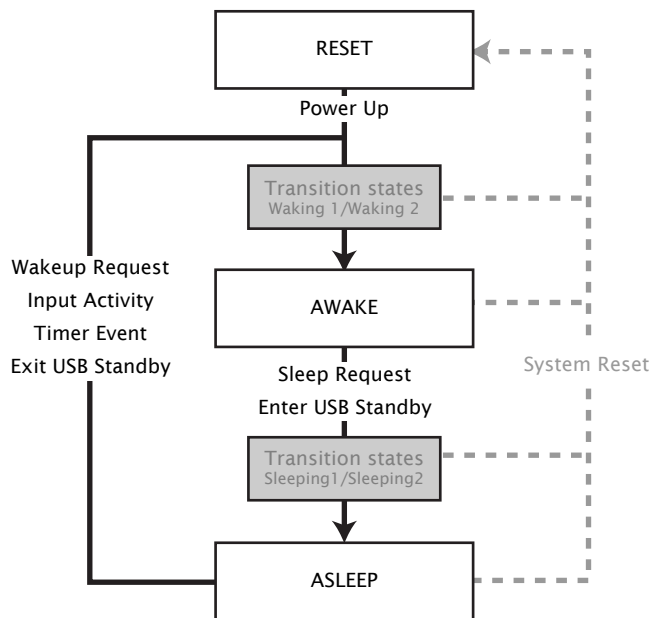 RESET
Power Up
Transition states
Waking 1/Waking 2
Wakeup Request
Input Activity
Timer Event
Exit USB Standby
AWAKE
Sleep Request
Enter USB Standby
System Reset
Transition states
Sleeping1/Sleeping2
ASLEEP